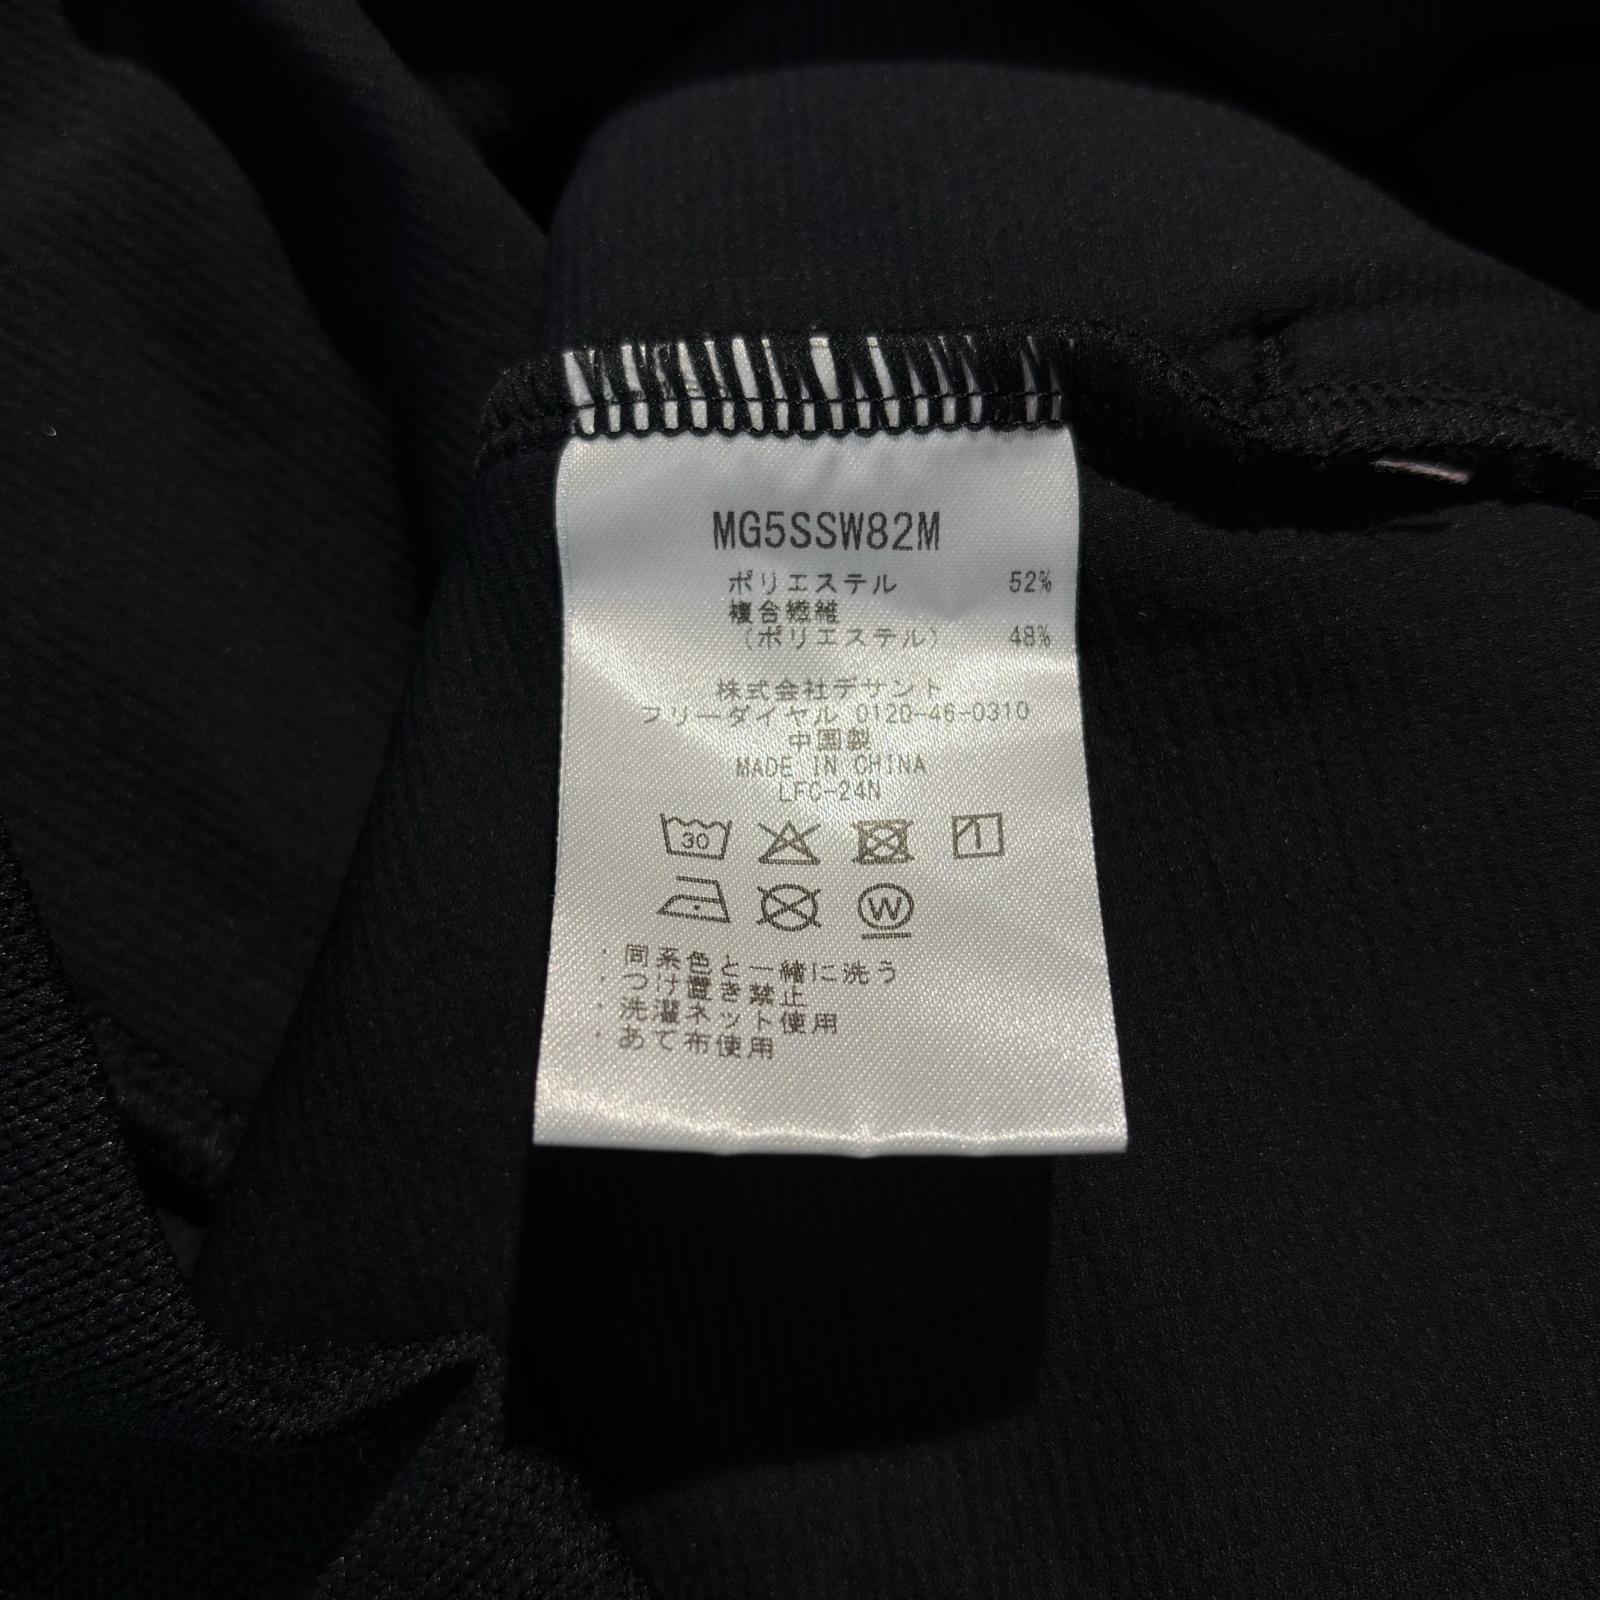 MG5SSW82M
ポリエステル 52%
複合繊維
(ポリエステル) 48%
株式会社デサント
フリーダイヤル 0120-46-0310
中国製
MADE IN CHINA
LFC-24N
30
W
・同系色と一緒に洗う
・つけ置き禁止
・洗濯ネット使用
・あて布使用